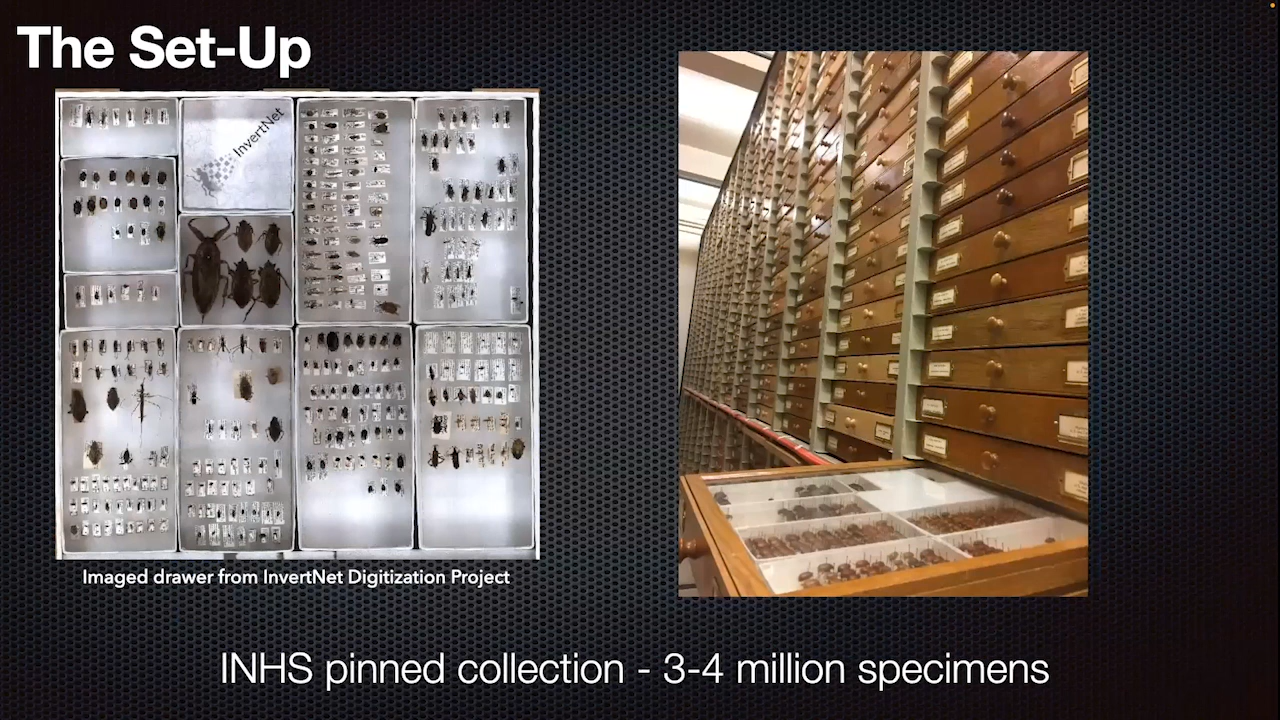 The Set-Up
InvertNet
Imaged drawer from InvertNet Digitization Project
INHS pinned collection - 3-4 million specimens